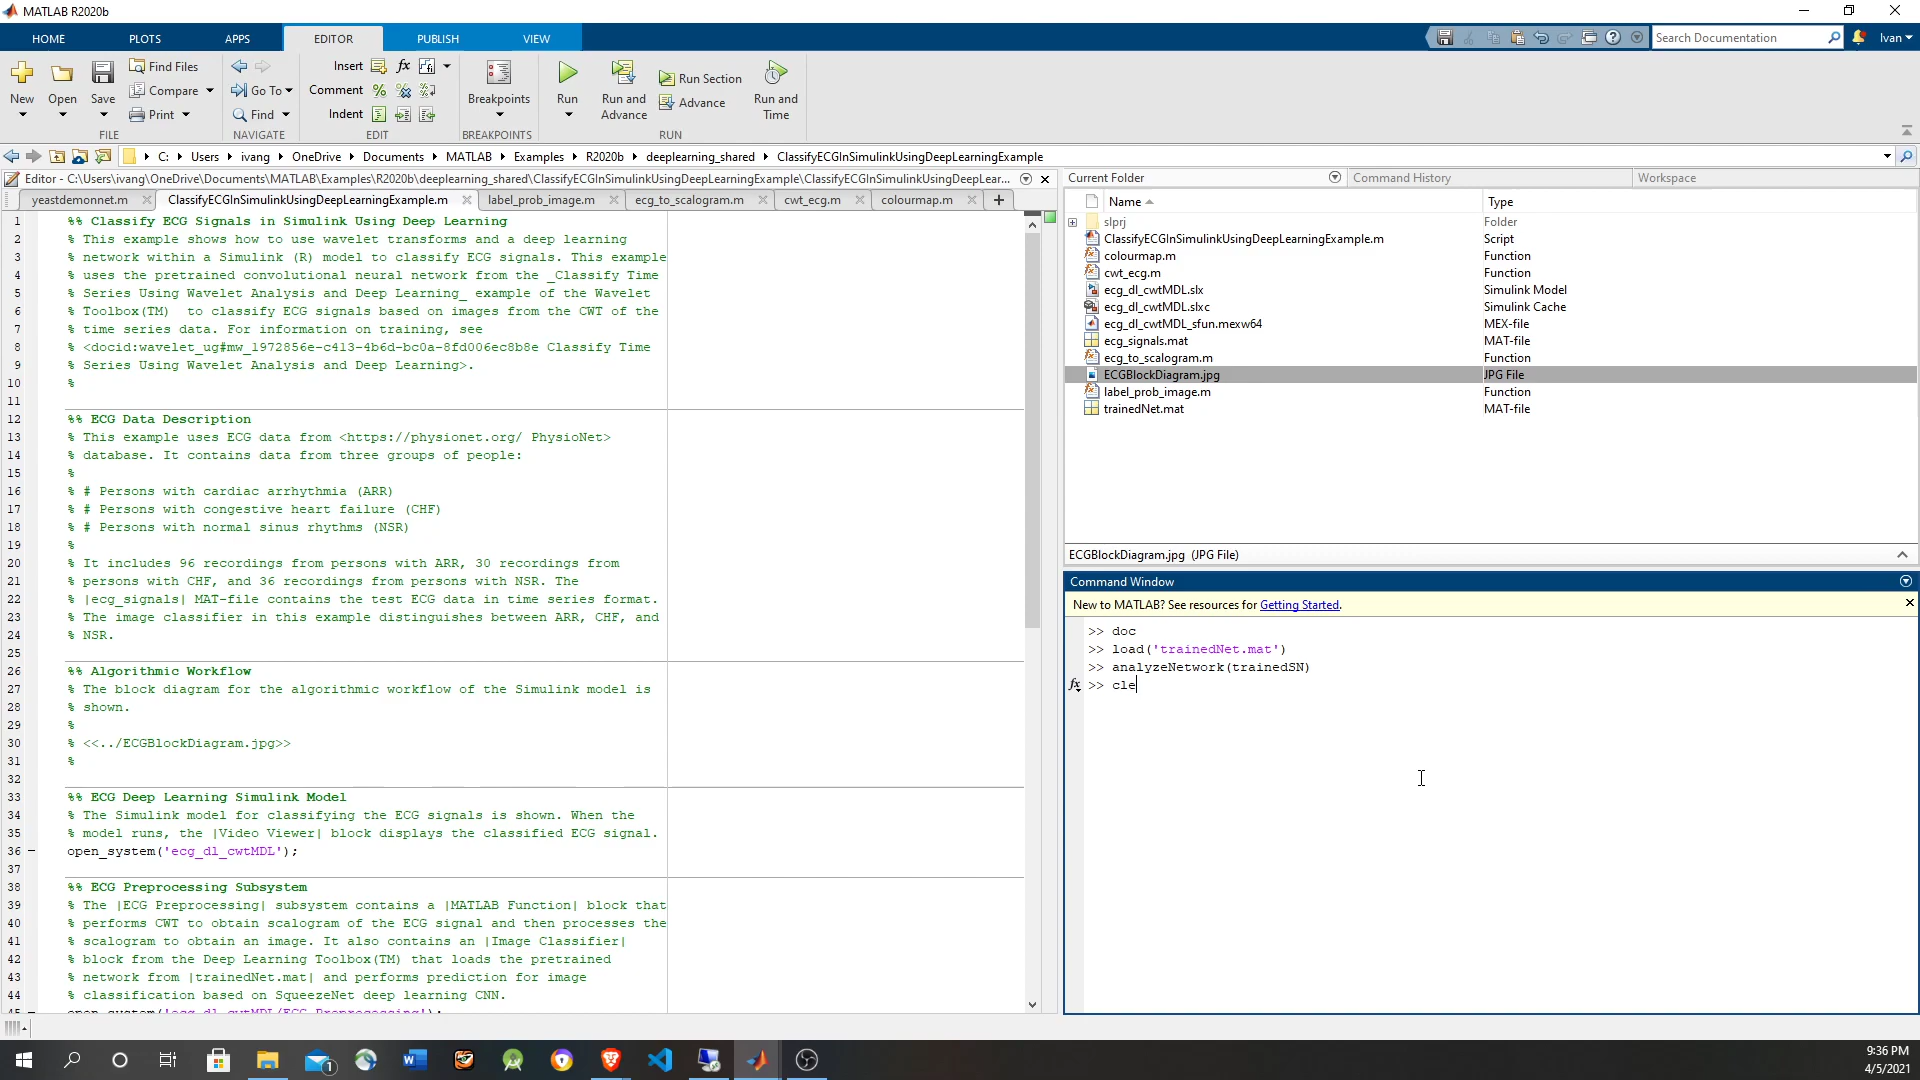 MATLAB R2020b
HOME PLOTS APPS EDITOR PUBLISH VIEW
Search Documentation
Ivan
New
Open
Save
Find Files
Compare
Print
FILE
Go To
Find
NAVIGATE
Insert
Comment
Indent
EDIT
Breakpoints
BREAKPOINTS
Run
Run and Advance
Run Section
Advance
Run and Time
RUN
C: Users ivang OneDrive Documents MATLAB Examples R2020b deeplearning_shared ClassifyECGInSimulinkUsingDeepLearningExample
Editor - C:\Users\ivang\OneDrive\Documents\MATLAB\Examples\R2020b\deeplearning_shared\ClassifyECGInSimulinkUsingDeepLearningExample\ClassifyECGInSimulinkUsingDeepLear...
yeastdemonnet.m ClassifyECGInSimulinkUsingDeepLearningExample.m label_prob_image.m ecg_to_scalogram.m cwt_ecg.m colourmap.m
1 %% Classify ECG Signals in Simulink Using Deep Learning
2 % This example shows how to use wavelet transforms and a deep learning
3 % network within a Simulink (R) model to classify ECG signals. This example
4 % uses the pretrained convolutional neural network from the _Classify Time
5 % Series Using Wavelet Analysis and Deep Learning_ example of the Wavelet
6 % Toolbox(TM)  to classify ECG signals based on images from the CWT of the
7 % time series data. For information on training, see
8 % <docid:wavelet_ug#mw_1972856e-c413-4b6d-bc0a-8fd006ec8b8e Classify Time
9 % Series Using Wavelet Analysis and Deep Learning>.
10 %
11
12 %% ECG Data Description
13 % This example uses ECG data from <https://physionet.org/ PhysioNet>
14 % database. It contains data from three groups of people:
15 %
16 % # Persons with cardiac arrhythmia (ARR)
17 % # Persons with congestive heart failure (CHF)
18 % # Persons with normal sinus rhythms (NSR)
19 %
20 % It includes 96 recordings from persons with ARR, 30 recordings from
21 % persons with CHF, and 36 recordings from persons with NSR. The
22 % |ecg_signals| MAT-file contains the test ECG data in time series format.
23 % The image classifier in this example distinguishes between ARR, CHF, and
24 % NSR.
25
26 %% Algorithmic Workflow
27 % The block diagram for the algorithmic workflow of the Simulink model is
28 % shown.
29 %
30 % <<../ECGBlockDiagram.jpg>>
31 %
32
33 %% ECG Deep Learning Simulink Model
34 % The Simulink model for classifying the ECG signals is shown. When the
35 % model runs, the |Video Viewer| block displays the classified ECG signal.
36 open_system('ecg_dl_cwtMDL');
37
38 %% ECG Preprocessing Subsystem
39 % The |ECG Preprocessing| subsystem contains a |MATLAB Function| block that
40 % performs CWT to obtain scalogram of the ECG signal and then processes the
41 % scalogram to obtain an image. It also contains an |Image Classifier|
42 % block from the Deep Learning Toolbox(TM) that loads the pretrained
43 % network from |trainedNet.mat| and performs prediction for image
44 % classification based on SqueezeNet deep learning CNN.
45 open_system('ecg_dl_cwtMDL/ECG Preprocessing');
Current Folder Command History Workspace
Name Type
slprj Folder
ClassifyECGInSimulinkUsingDeepLearningExample.m Script
colourmap.m Function
cwt_ecg.m Function
ecg_dl_cwtMDL.slx Simulink Model
ecg_dl_cwtMDL.slxc Simulink Cache
ecg_dl_cwtMDL_sfun.mexw64 MEX-file
ecg_signals.mat MAT-file
ecg_to_scalogram.m Function
ECGBlockDiagram.jpg JPG File
label_prob_image.m Function
trainedNet.mat MAT-file
ECGBlockDiagram.jpg (JPG File)
Command Window
New to MATLAB? See resources for Getting Started.
>> doc
>> load('trainedNet.mat')
>> analyzeNetwork(trainedSN)
fx >> cle
9:36 PM
4/5/2021